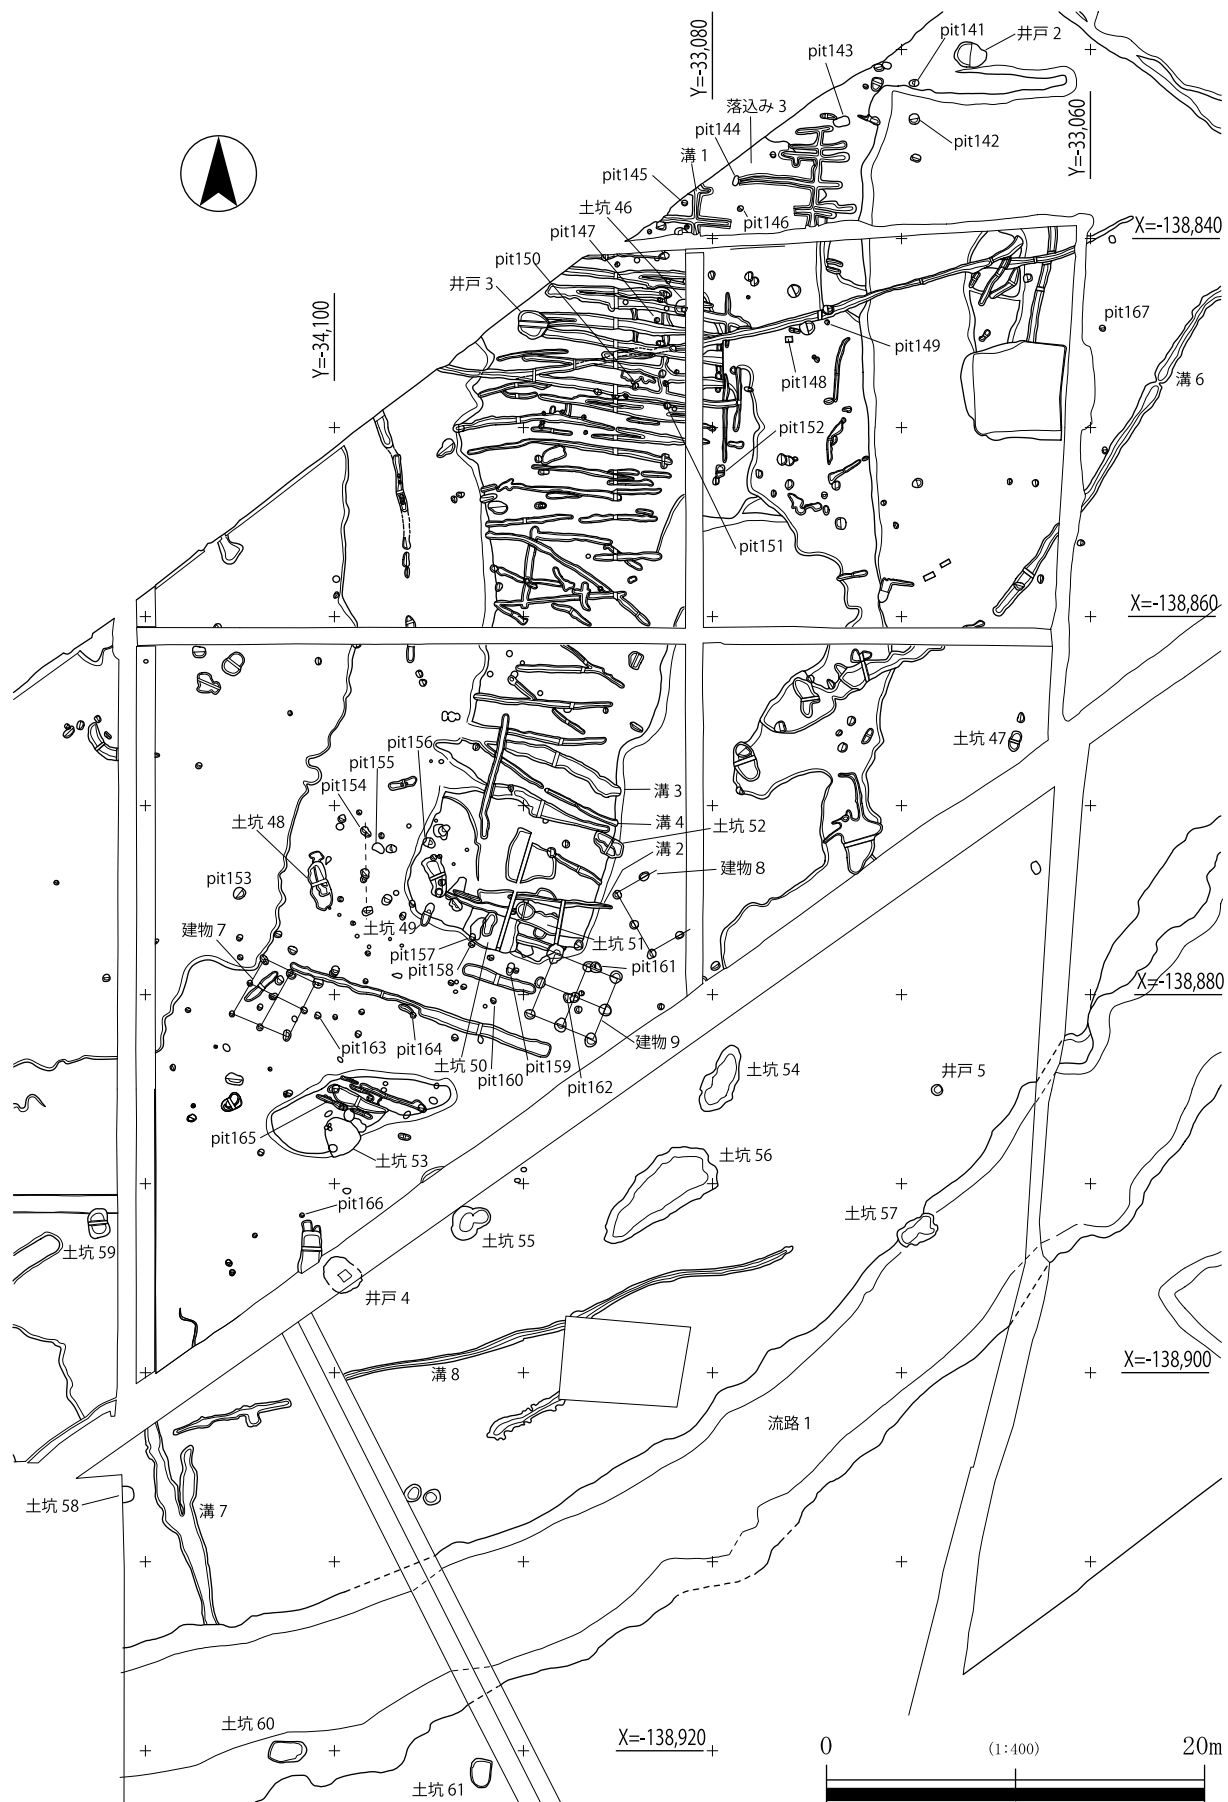 pit141
井戸 2
Y=-33,080
pit143
落込み 3
pit144
Y=-33,060
pit142
溝 1
pit145
土坑 46
pit146
X=-138,840
pit147
pit150
井戸 3
Y=-34,100
pit167
pit149
pit148
溝 6
pit152
pit151
X=-138,860
土坑 47
pit156
pit155
pit154
溝 3
土坑 48
溝 4
土坑 52
溝 2
建物 8
pit153
建物 7
土坑 49
土坑 51
pit157
pit158
pit161
X=-138,880
建物 9
pit163
pit164
土坑 50
pit159
pit160
pit162
土坑 54
井戸 5
pit165
土坑 53
土坑 56
pit166
土坑 57
土坑 59
土坑 55
井戸 4
X=-138,900
溝 8
流路 1
土坑 58
溝 7
土坑 60
X=-138,920
0
(1:400)
20m
土坑 61